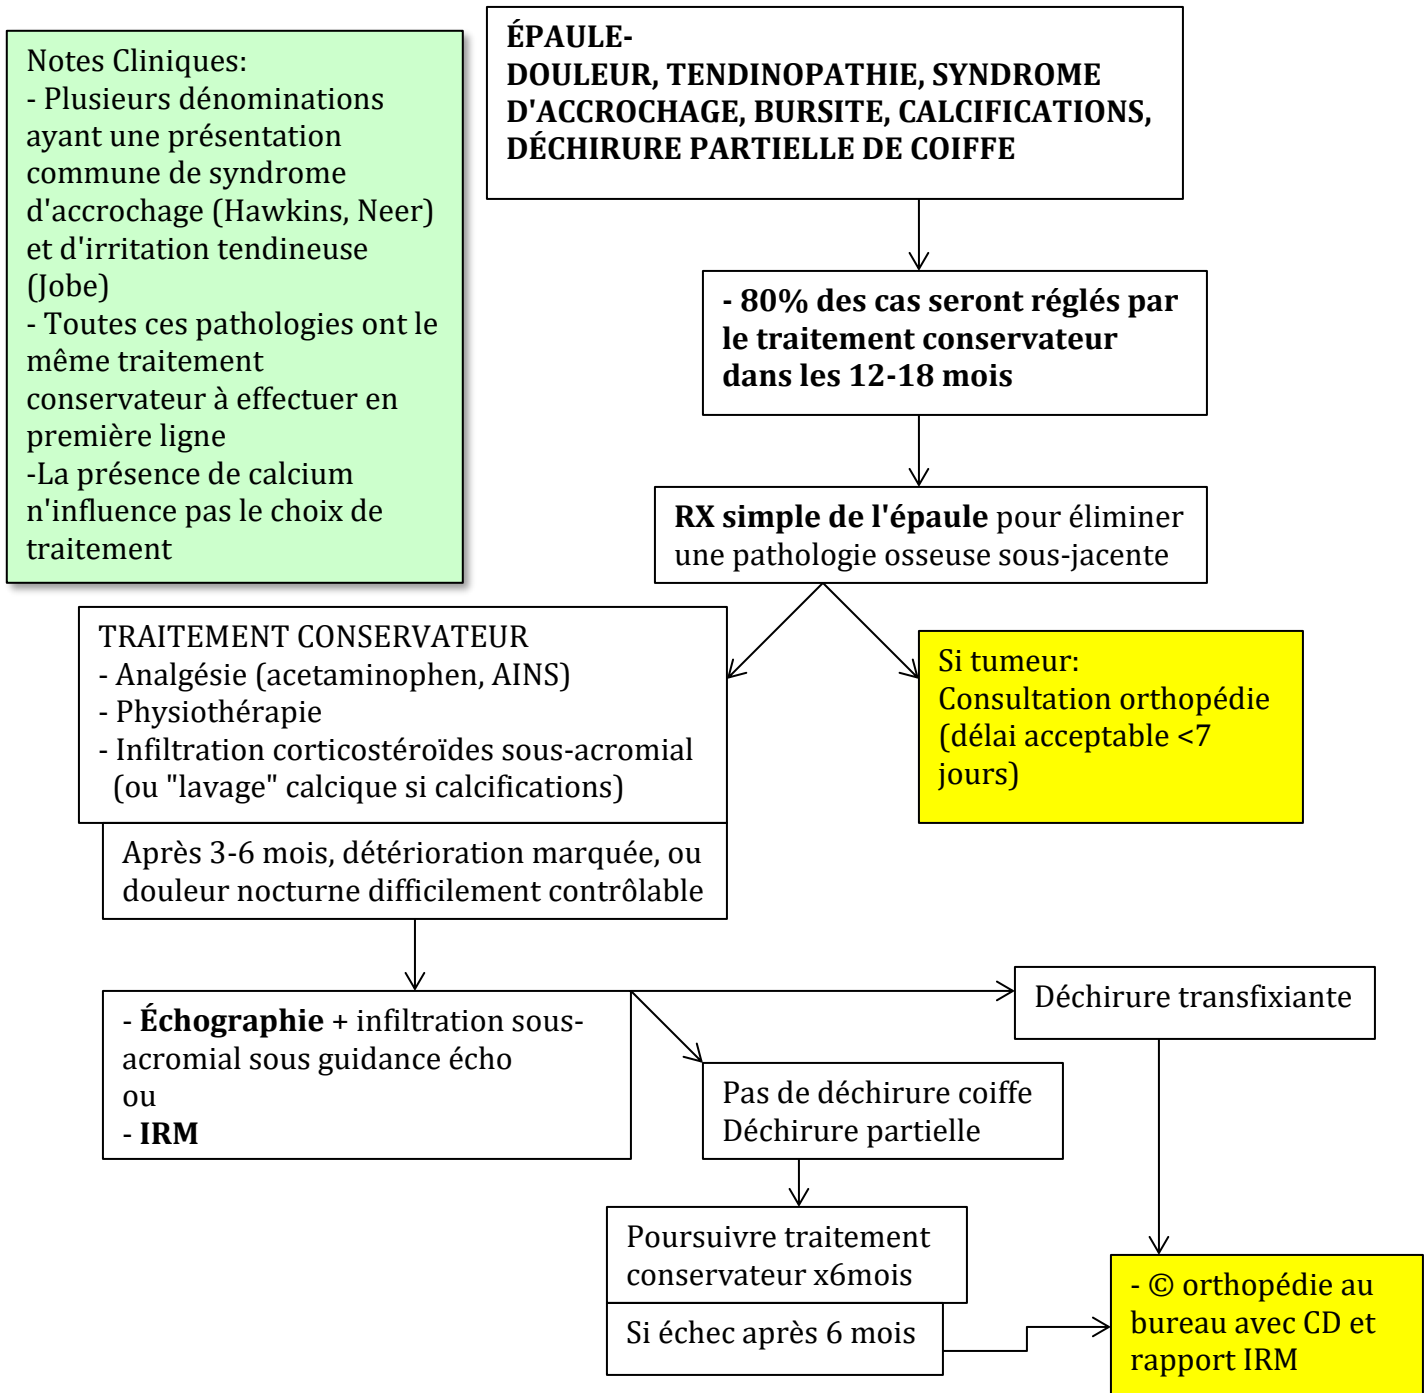 Notes Cliniques:
- Plusieurs dénominations
ayant une présentation
commune de syndrome
d'accrochage (Hawkins, Neer)
et d'irritation tendineuse
(Jobe)
- Toutes ces pathologies ont le
même traitement
conservateur à effectuer en
première ligne
-La présence de calcium
n'influence pas le choix de
traitement
ÉPAULE-
DOULEUR, TENDINOPATHIE, SYNDROME
D'ACCROCHAGE, BURSITE, CALCIFICATIONS,
DÉCHIRURE PARTIELLE DE COIFFE
- 80% des cas seront réglés par
le traitement conservateur
dans les 12-18 mois
RX simple de l'épaule pour éliminer
une pathologie osseuse sous-jacente
TRAITEMENT CONSERVATEUR
- Analgésie (acetaminophen, AINS)
- Physiothérapie
- Infiltration corticostéroïdes sous-acromial
(ou "lavage" calcique si calcifications)
Si tumeur:
Consultation orthopédie
(délai acceptable <7
jours)
Après 3-6 mois, détérioration marquée, ou
douleur nocturne difficilement contrôlable
- Échographie + infiltration sous-
acromial sous guidance écho
ou
- IRM
Déchirure transfixiante
Pas de déchirure coiffe
Déchirure partielle
Poursuivre traitement
conservateur x6mois
Si échec après 6 mois
- © orthopédie au
bureau avec CD et
rapport IRM